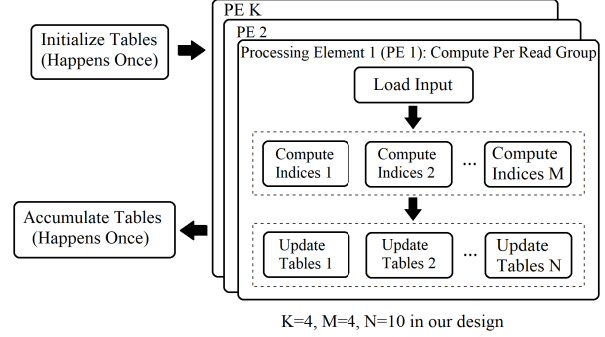 PE K
PE 2
Processing Element 1 (PE 1): Compute Per Read Group
Initialize Tables
(Happens Once)
Load Input
Compute
Indices 1
Compute
Indices 2
...
Compute
Indices M
Accumulate Tables
(Happens Once)
Update
Tables 1
Update
Tables 2
...
Update
Tables N
K=4, M=4, N=10 in our design